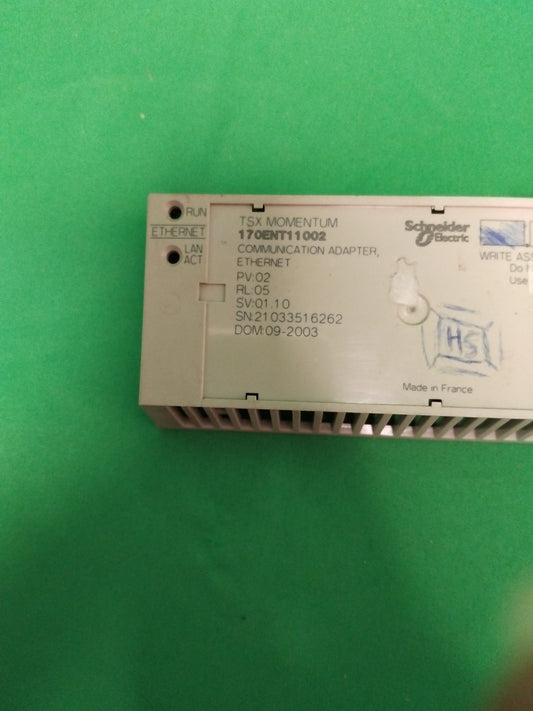 RUN
ETHERNET
LAN
ACT
TSX MOMENTUM
170ENT11002
COMMUNICATION ADAPTER,
ETHERNET
PV:02
RL:05
SV:01.10
SN:21033516262
DOM:09-2003
Schneider
Electric
WRITE
Do
Use
HS
Made in France